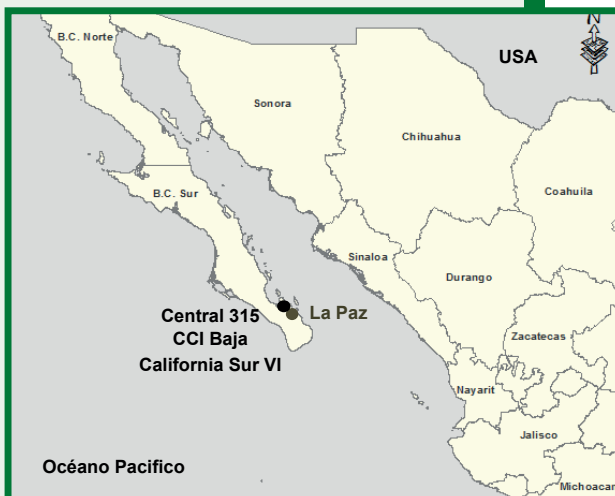 N
B.C. Norte
USA
Sonora
Chihuahua
Coahuila
B.C. Sur
Sinaloa
Durango
Central 315
CCI Baja
California Sur VI
La Paz
Zacatecas
Nayarit
Jalisco
Océano Pacifico
Michoacan